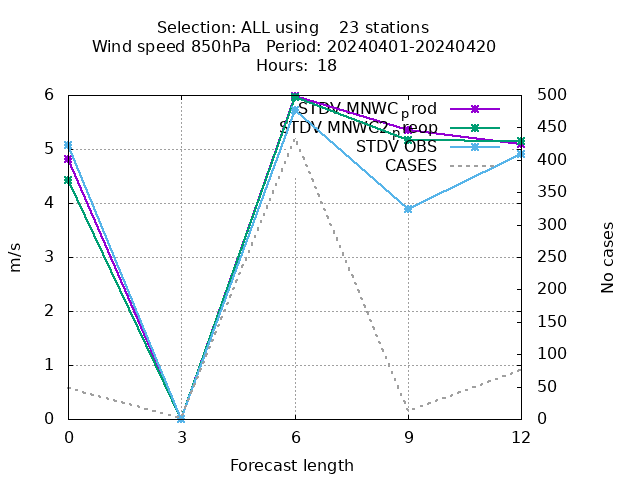 Selection: ALL using    23 stations
Wind speed 850hPa   Period: 20240401-20240420
Hours: 18
6
5
4
3
2
1
0
m/s
STDV MNWC_prod
STDV MNWC2_preop
STDV OBS
CASES
500
450
400
350
300
250
200
150
100
50
0
No cases
0 3 6 9 12
Forecast length